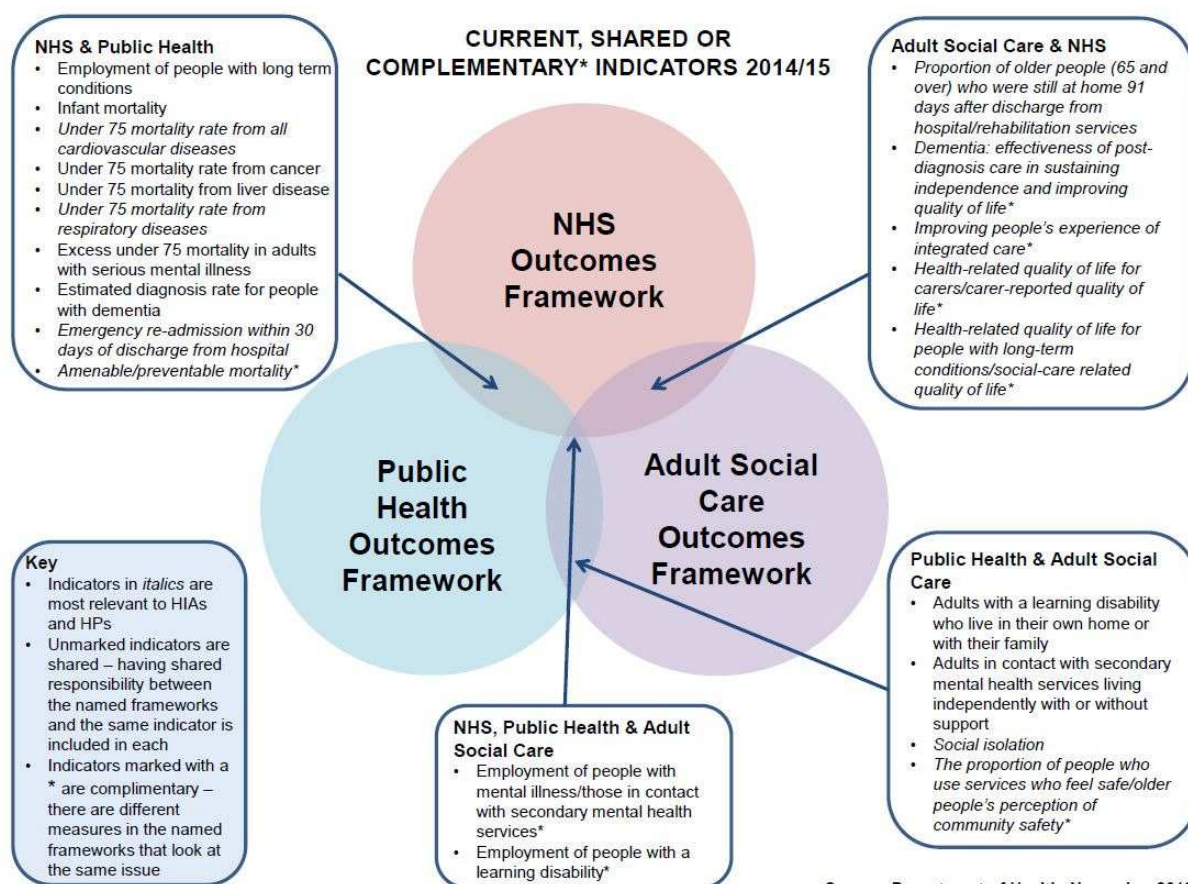 CURRENT, SHARED OR
COMPLEMENTARY* INDICATORS 2014/15
NHS & Public Health
• Employment of people with long term
conditions
• Infant mortality
• Under 75 mortality rate from all
cardiovascular diseases
• Under 75 mortality rate from cancer
• Under 75 mortality from liver disease
• Under 75 mortality rate from
respiratory diseases
• Excess under 75 mortality in adults
with serious mental illness
• Estimated diagnosis rate for people
with dementia
• Emergency re-admission within 30
days of discharge from hospital
• Amenable/preventable mortality*
Adult Social Care & NHS
• Proportion of older people (65 and
over) who were still at home 91
days after discharge from
hospital/rehabilitation services
• Dementia: effectiveness of post-
diagnosis care in sustaining
independence and improving
quality of life*
• Improving people's experience of
integrated care*
• Health-related quality of life for
carers/carer-reported quality of
life*
• Health-related quality of life for
people with long-term
conditions/social-care related
quality of life*
NHS
Outcomes
Framework
Public
Health
Outcomes
Framework
Adult Social
Care
Outcomes
Framework
Key
• Indicators in italics are
most relevant to HIAs
and HPs
• Unmarked indicators are
shared – having shared
responsibility between
the named frameworks
and the same indicator is
included in each
• Indicators marked with a
* are complimentary –
there are different
measures in the named
frameworks that look at
the same issue
NHS, Public Health & Adult
Social Care
• Employment of people with
mental illness/those in contact
with secondary mental health
services*
• Employment of people with a
learning disability*
Public Health & Adult Social
Care
• Adults with a learning disability
who live in their own home or
with their family
• Adults in contact with secondary
mental health services living
independently with or without
support
• Social isolation
• The proportion of people who
use services who feel safe/older
people's perception of
community safety*